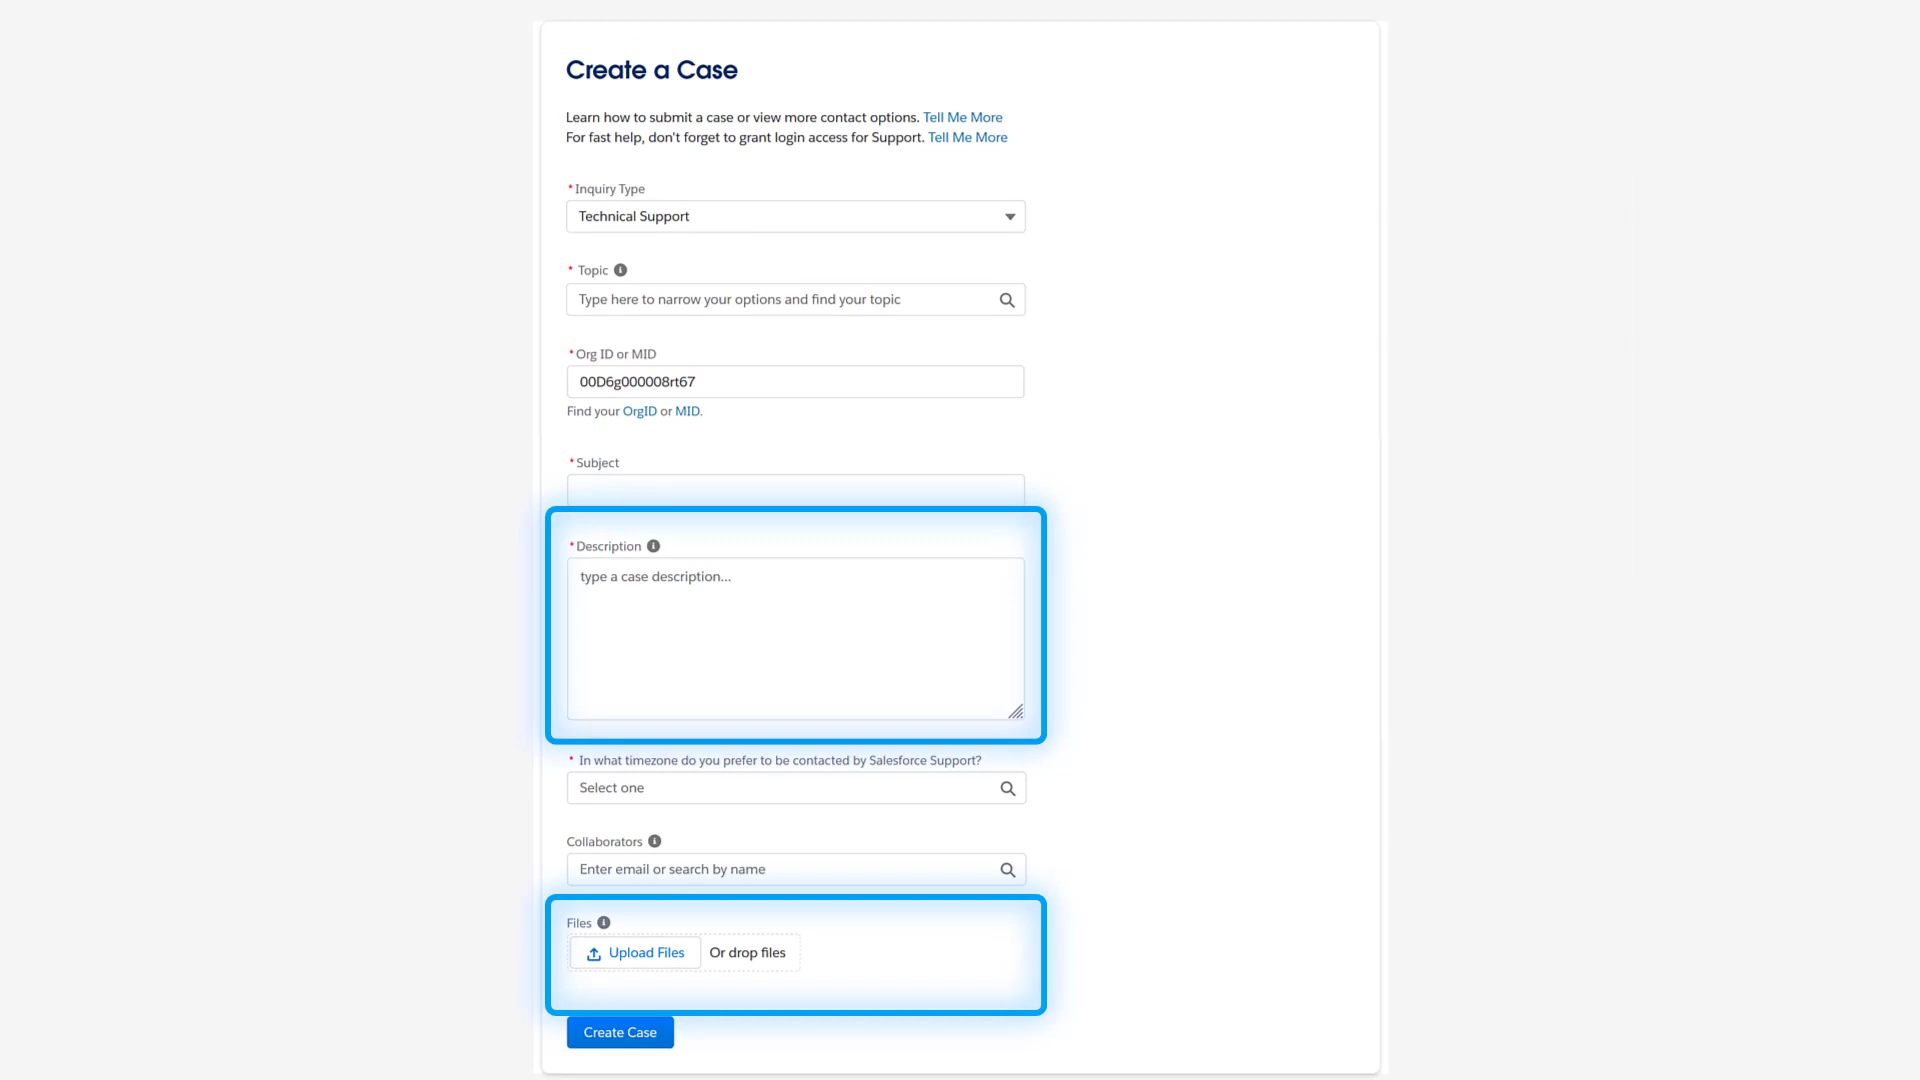 Create a Case
Learn how to submit a case or view more contact options. Tell Me More
For fast help, don't forget to grant login access for Support. Tell Me More
* Inquiry Type
Technical Support
* Topic
Type here to narrow your options and find your topic
* Org ID or MID
00D6g000008rt67
Find your OrgID or MID.
* Subject
* Description
type a case description...
* In what timezone do you prefer to be contacted by Salesforce Support?
Select one
Collaborators
Enter email or search by name
Files
Upload Files Or drop files
Create Case